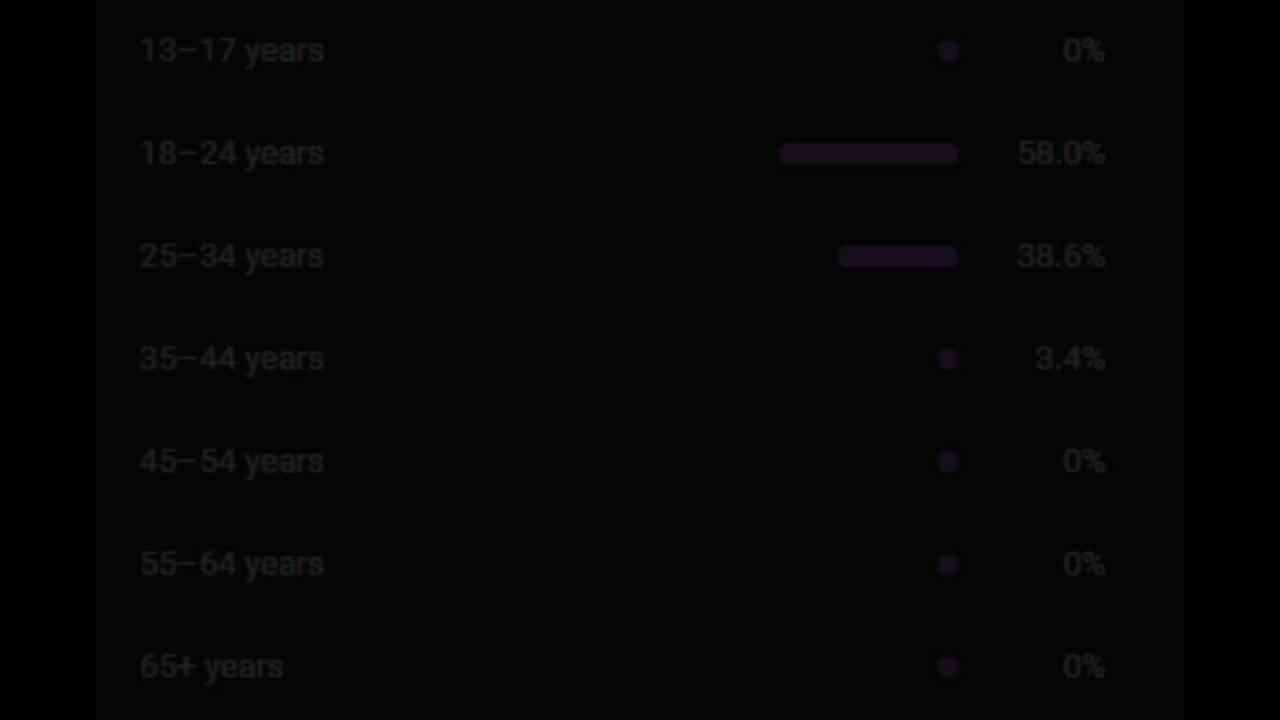 13–17 years 0%
18–24 years 58.0%
25–34 years 38.6%
35–44 years 3.4%
45–54 years 0%
55–64 years 0%
65+ years 0%